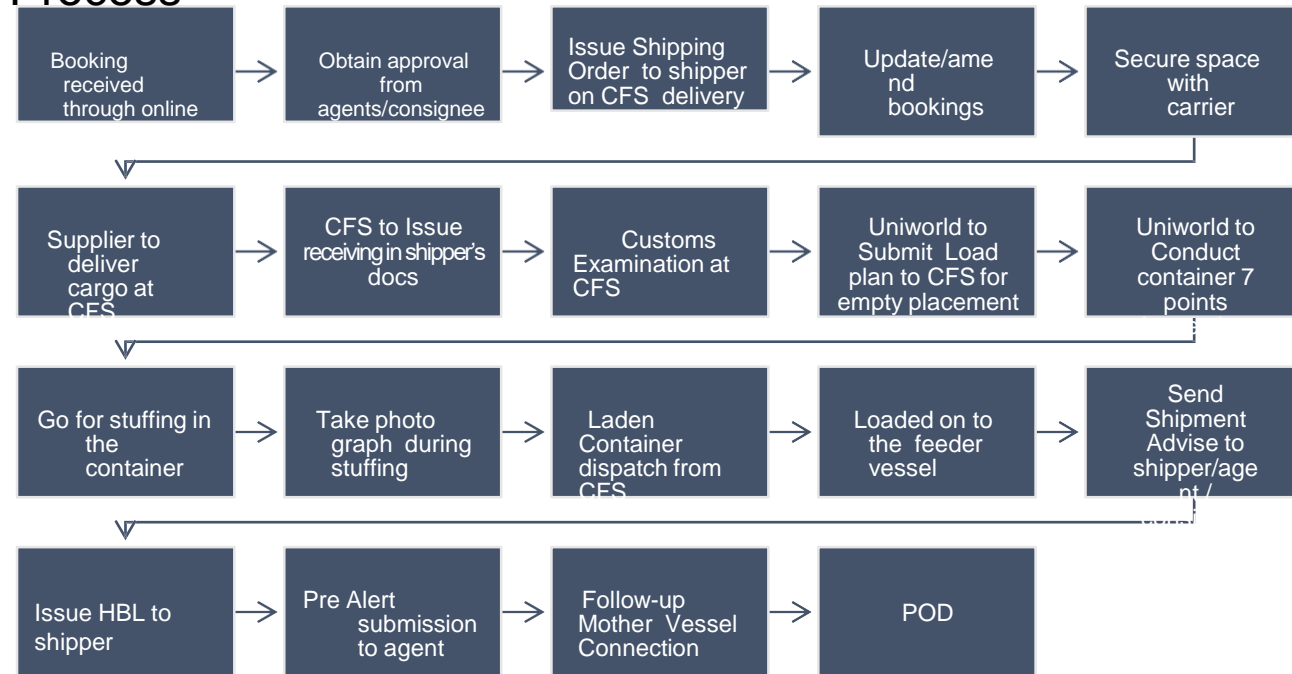 Process
Booking
received
through online
Obtain approval
from
agents/consignee
Issue Shipping
Order to shipper
on CFS delivery
Update/ame
nd
bookings
Secure space
with
carrier
Supplier to
deliver
cargo at
CFS
CFS to Issue
receiving in shipper's
docs
Customs
Examination at
CFS
Uniworld to
Submit Load
plan to CFS for
empty placement
Uniworld to
Conduct
container 7
points
Go for stuffing in
the
container
Take photo
graph during
stuffing
Laden
Container
dispatch from
CFS
Loaded on to
the feeder
vessel
Send
Shipment
Advise to
shipper/age
nt /
Issue HBL to
shipper
Pre Alert
submission
to agent
Follow-up
Mother Vessel
Connection
POD